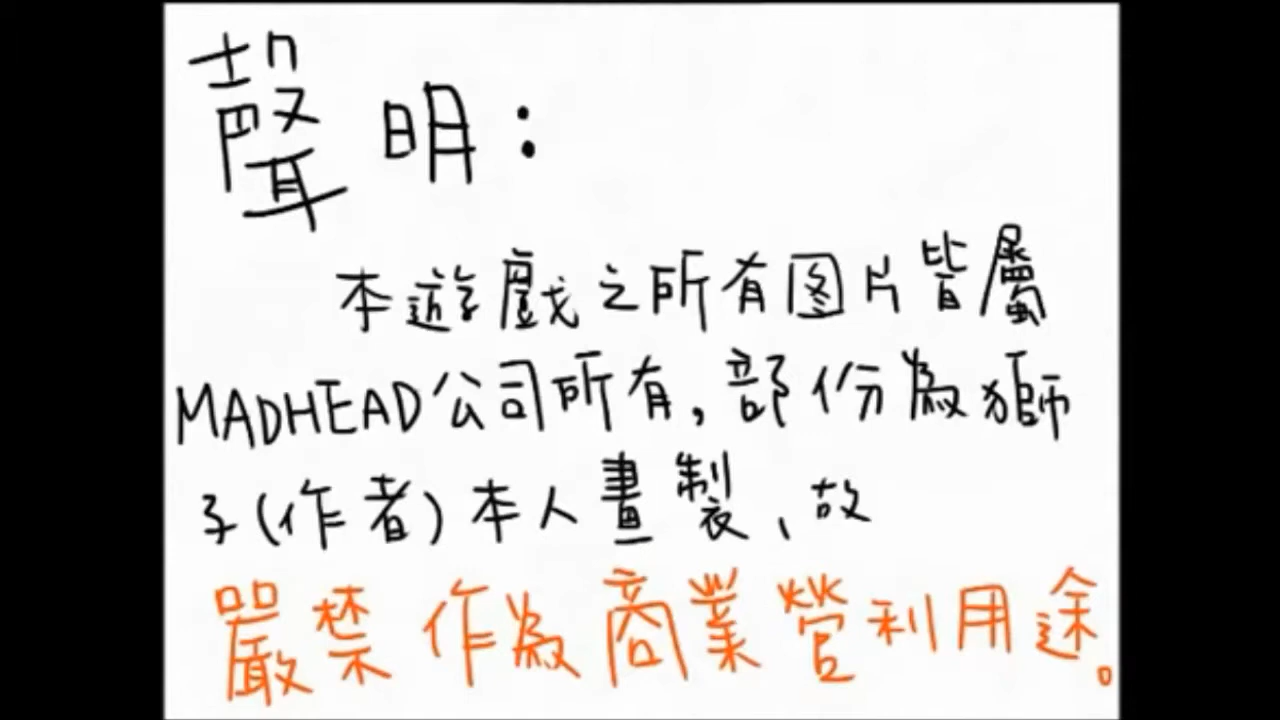 聲明：
本遊戲之所有图片皆屬
MADHEAD公司所有,部份為獅
子(作者)本人畫製,故
嚴禁作為商業營利用途。